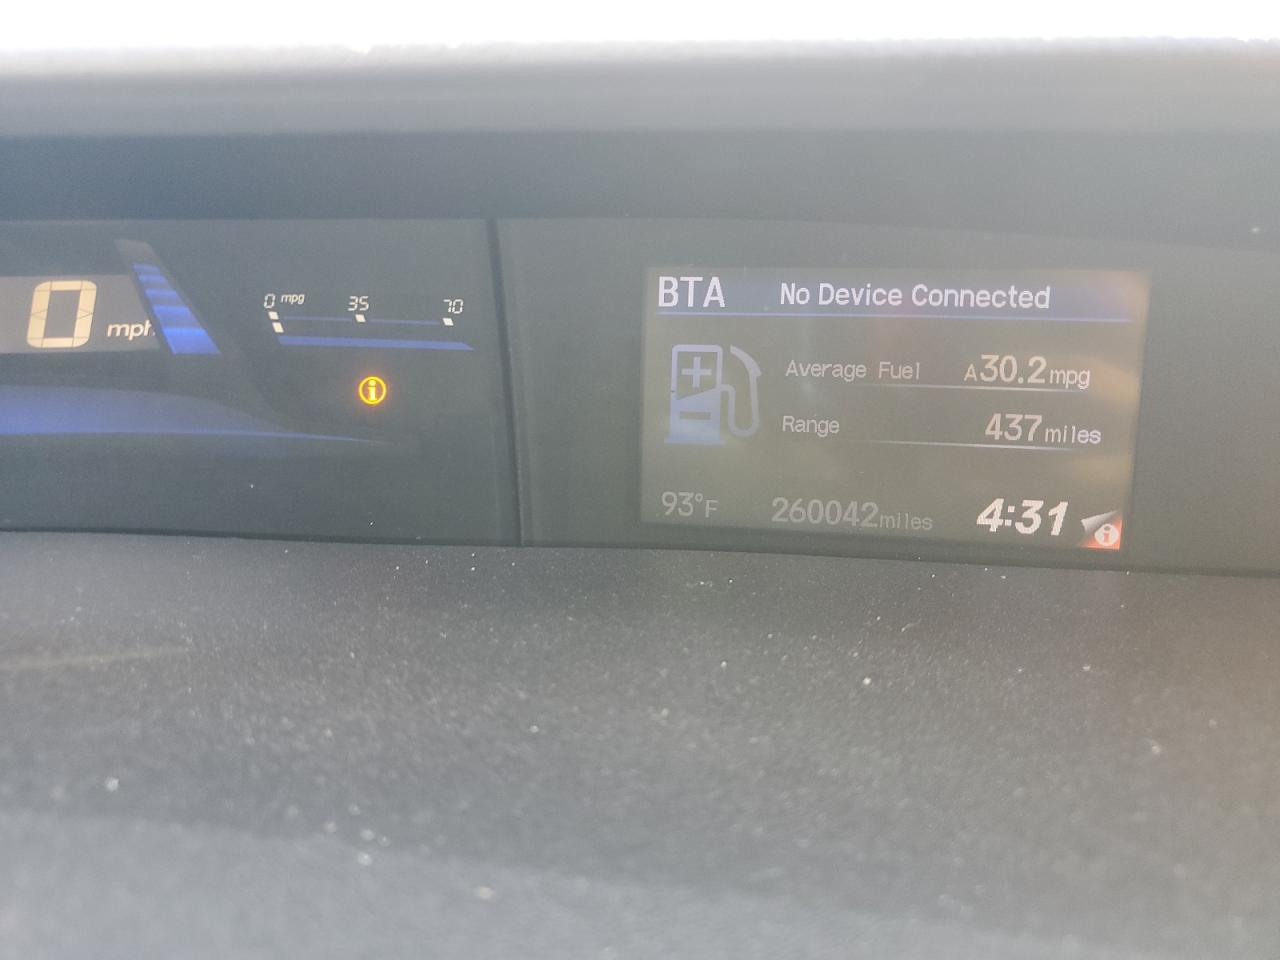 0 mph
0 mpg 35 70
BTA No Device Connected
Average Fuel A30.2mpg
Range 437miles
93°F 260042miles 4:31